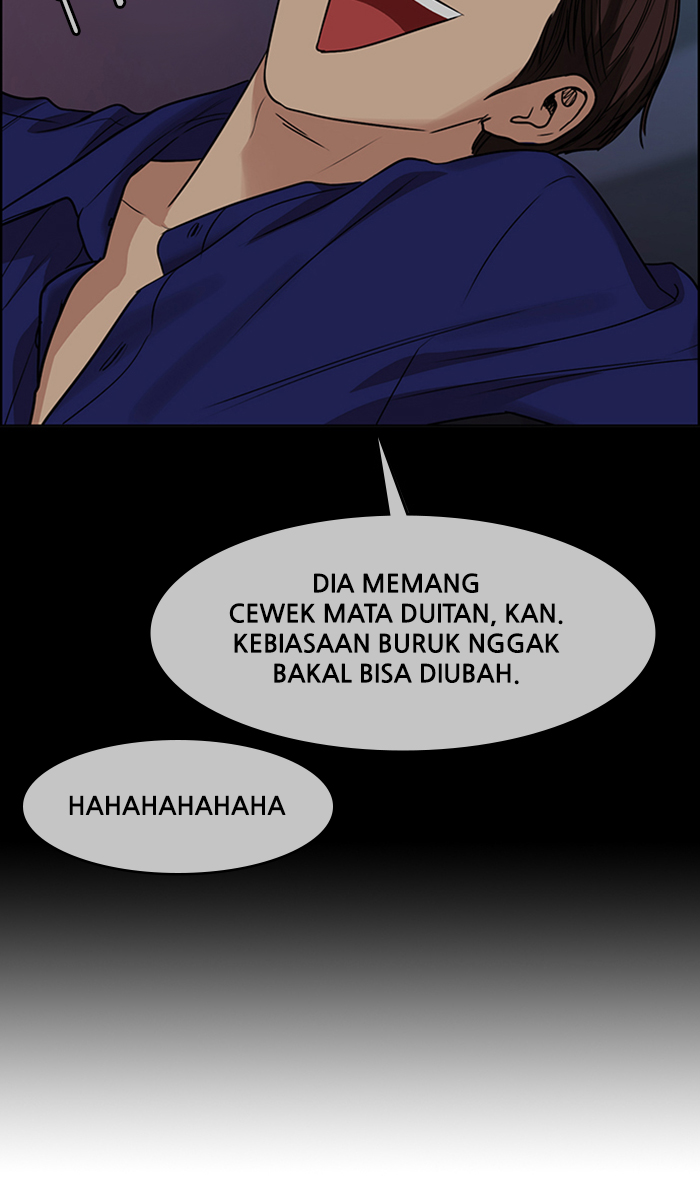 DIA MEMANG
CEWEK MATA DUITAN, KAN.
KEBIASAAN BURUK NGGAK
BAKAL BISA DIUBAH.
HAHAHAHAHAHA